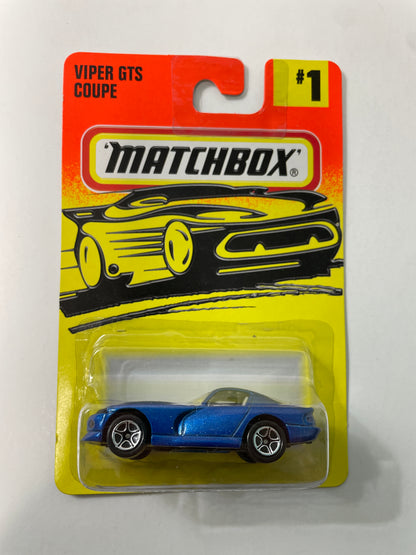 VIPER GTS
COUPE
#1
'MATCHBOX'®